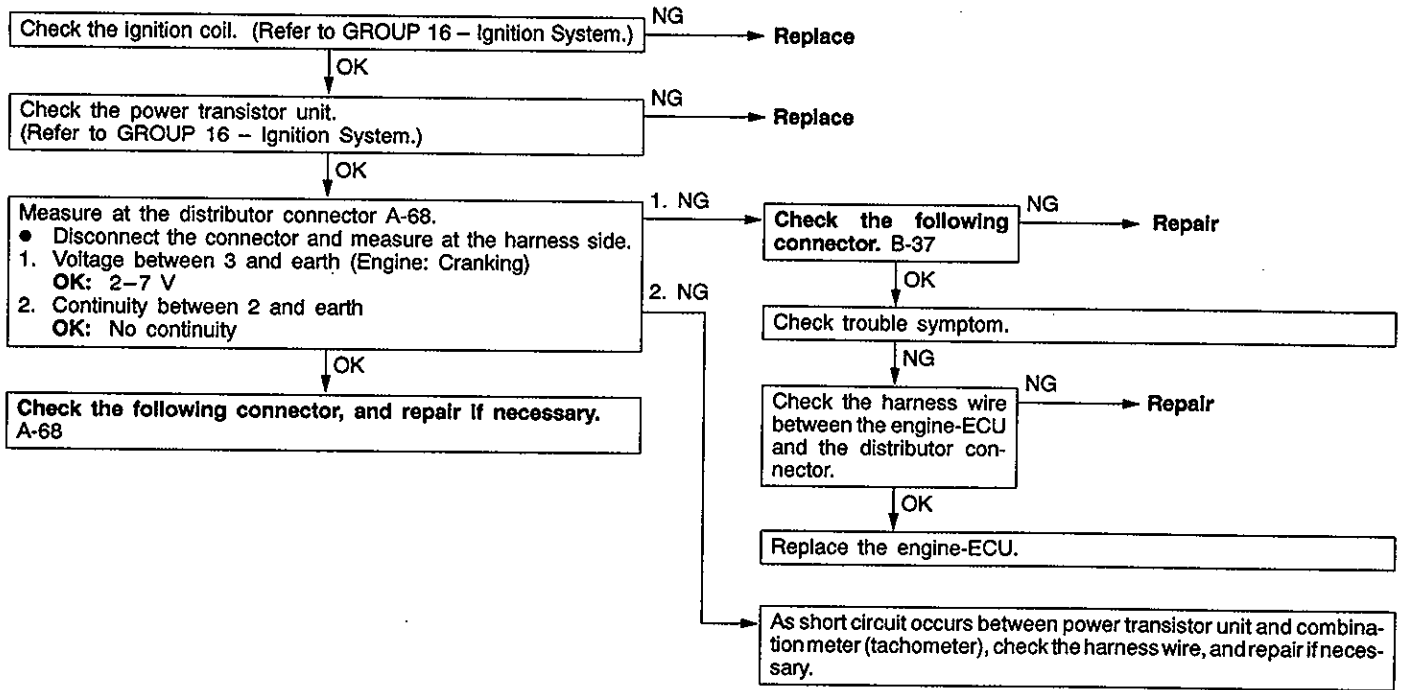 Check the ignition coil. (Refer to GROUP 16 – Ignition System.)
NG
Replace
OK
Check the power transistor unit.
(Refer to GROUP 16 – Ignition System.)
NG
Replace
OK
Measure at the distributor connector A-68.
● Disconnect the connector and measure at the harness side.
1. Voltage between 3 and earth (Engine: Cranking)
OK: 2–7 V
2. Continuity between 2 and earth
OK: No continuity
1. NG
2. NG
OK
Check the following connector, and repair if necessary.
A-68
Check the following
connector. B-37
NG
Repair
OK
Check trouble symptom.
NG
Check the harness wire
between the engine-ECU
and the distributor con-
nector.
NG
Repair
OK
Replace the engine-ECU.
As short circuit occurs between power transistor unit and combina-
tion meter (tachometer), check the harness wire, and repair if neces-
sary.